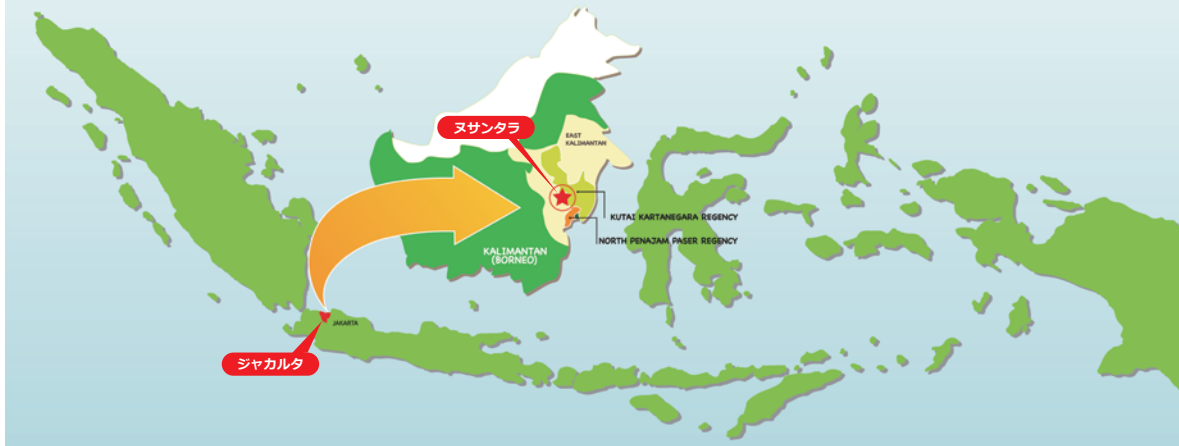 ヌサンタラ
EAST
KALIMANTAN
KUTAI KARTANEGARA REGENCY
NORTH PENAJAM PASER REGENCY
KALIMANTAN
(BORNEO)
JAKARTA
ジャカルタ